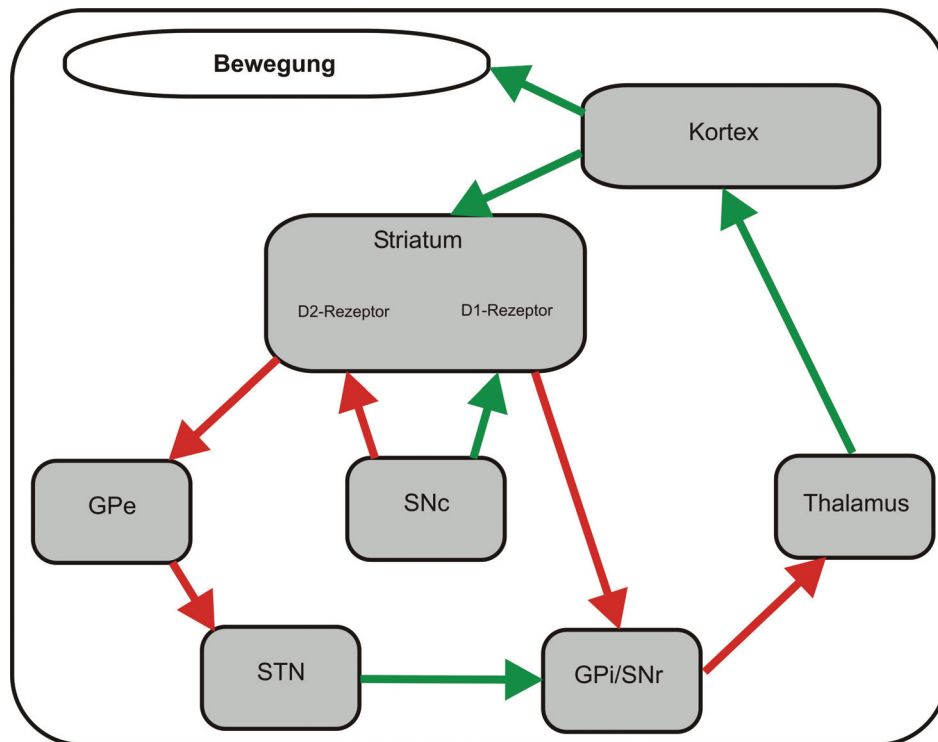 Bewegung
Kortex
Striatum
D2-Rezeptor
D1-Rezeptor
GPe
SNc
Thalamus
STN
GPi/SNr